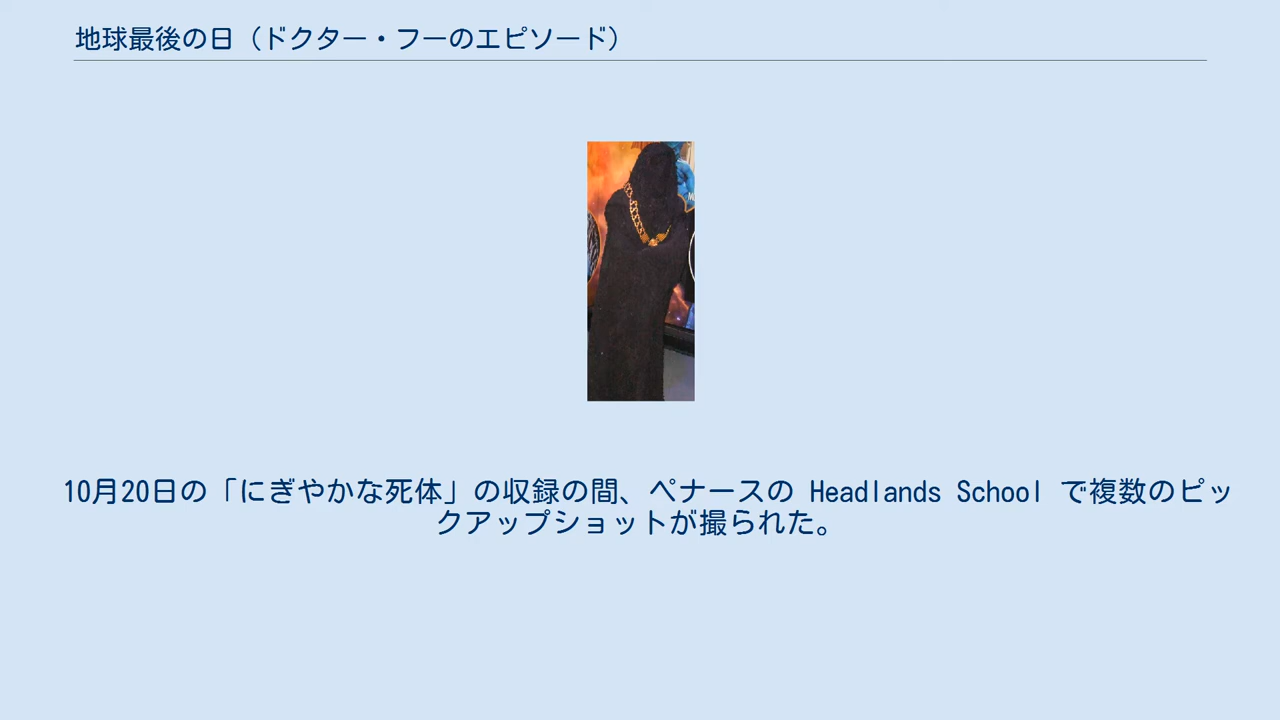 地球最後の日（ドクター・フーのエピソード）
10月20日の「にぎやかな死体」の収録の間、ペナースの Headlands School で複数のピッ
クアップショットが撮られた。